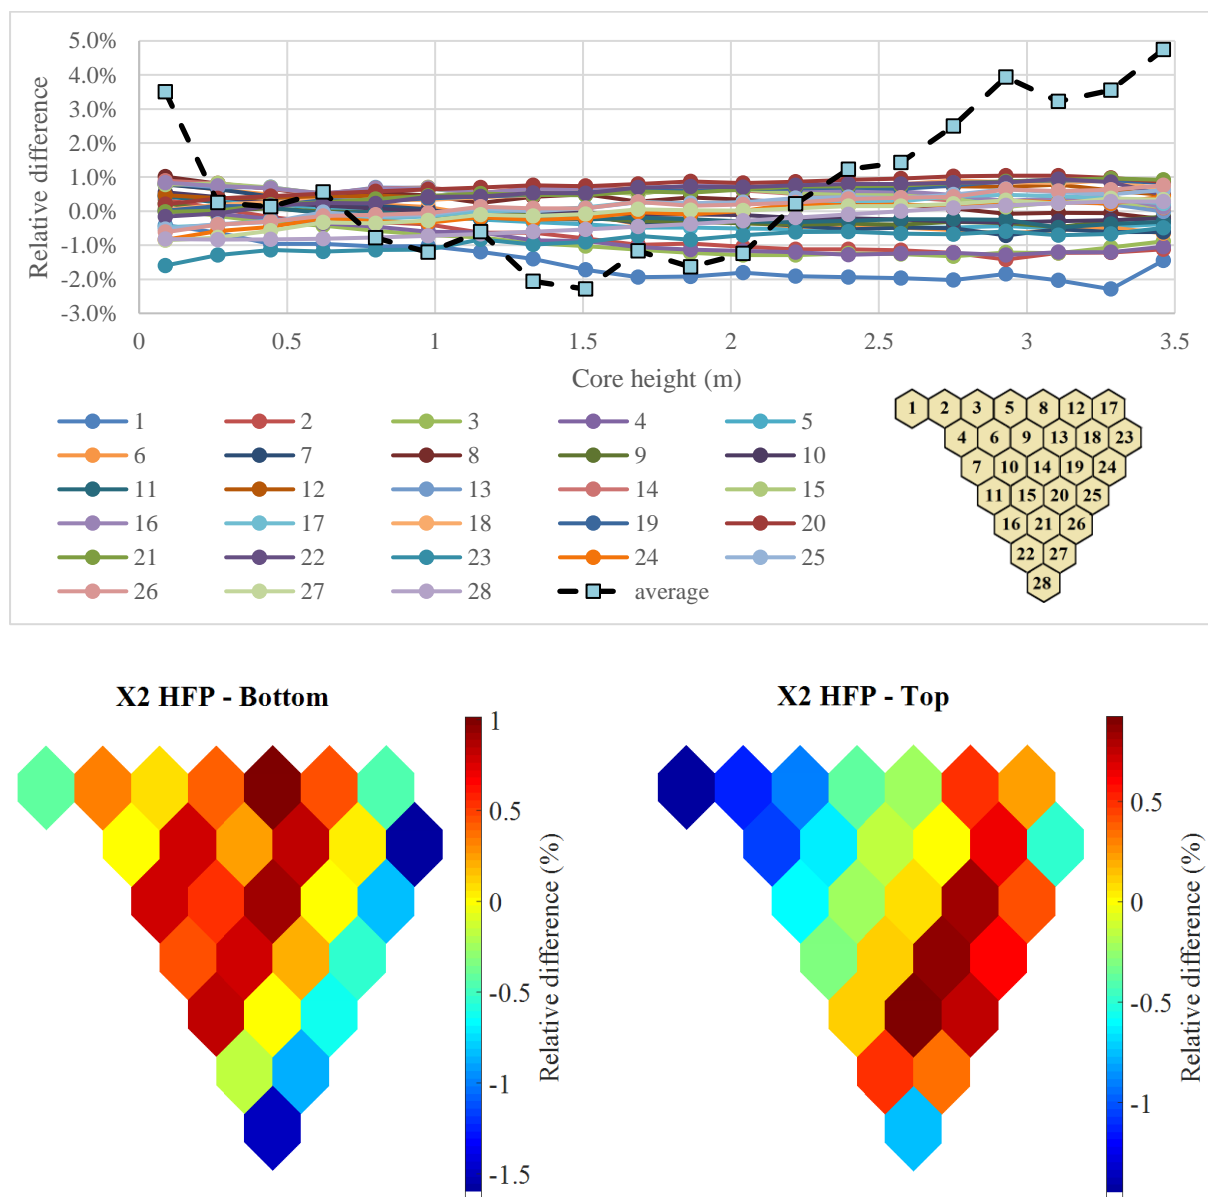 5.0%
4.0%
3.0%
2.0%
1.0%
0.0%
-1.0%
-2.0%
-3.0%
Relative difference
0 0.5 1 1.5 2 2.5 3 3.5
Core height (m)
1 2 3 4 5
6 7 8 9 10
11 12 13 14 15
16 17 18 19 20
21 22 23 24 25
26 27 28 average
1 2 3 5 8 12 17
4 6 9 13 18 23
7 10 14 19 24
11 15 20 25
16 21 26
22 27
28
X2 HFP - Bottom
1
0.5
0
-0.5
-1
-1.5
Relative difference (%)
X2 HFP - Top
0.5
0
-0.5
-1
Relative difference (%)